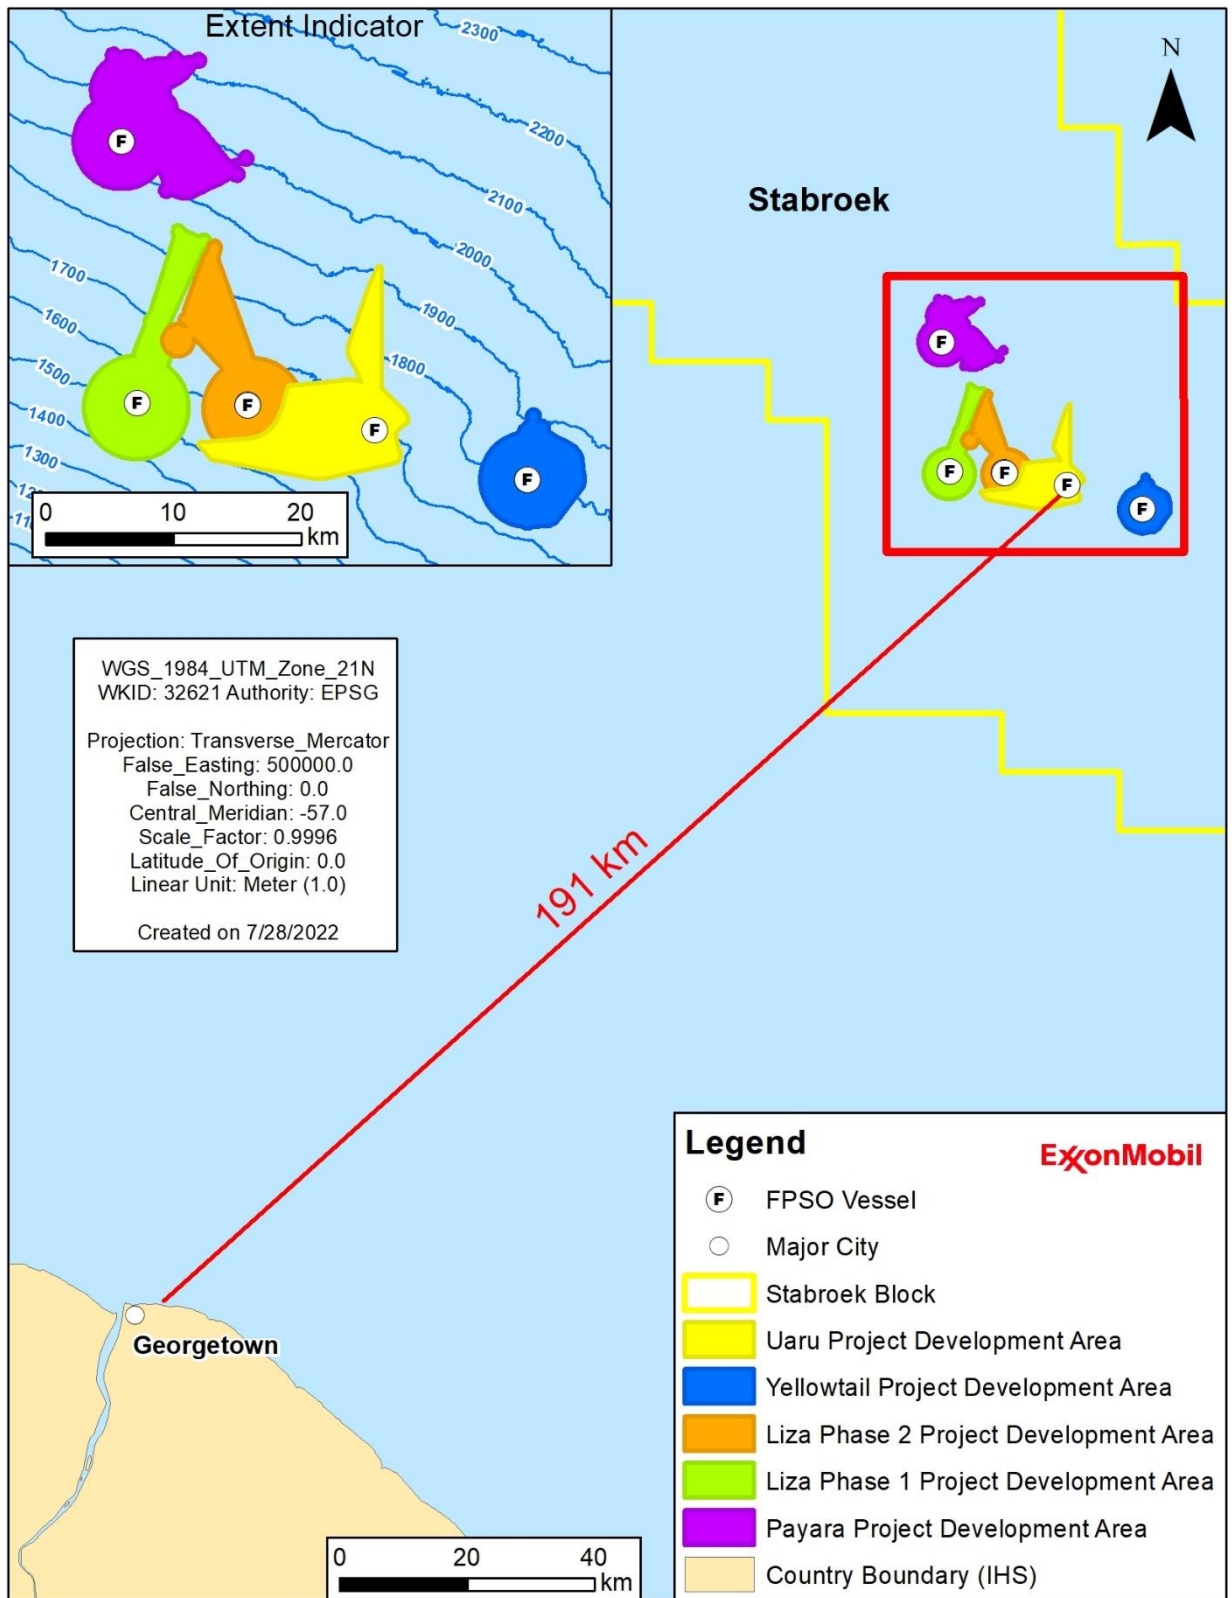 Extent Indicator
2300
2200
2100
2000
1900
1800
1700
1600
1500
1400
1300
F
F
F
F
F
0 10 20
km
N
Stabroek
F
F
F
F
F
WGS_1984_UTM_Zone_21N
WKID: 32621 Authority: EPSG
Projection: Transverse_Mercator
False_Easting: 500000.0
False_Northing: 0.0
Central_Meridian: -57.0
Scale_Factor: 0.9996
Latitude_Of_Origin: 0.0
Linear Unit: Meter (1.0)
Created on 7/28/2022
191 km
Georgetown
0 20 40
km
Legend
ExxonMobil
F FPSO Vessel
Major City
Stabroek Block
Uaru Project Development Area
Yellowtail Project Development Area
Liza Phase 2 Project Development Area
Liza Phase 1 Project Development Area
Payara Project Development Area
Country Boundary (IHS)